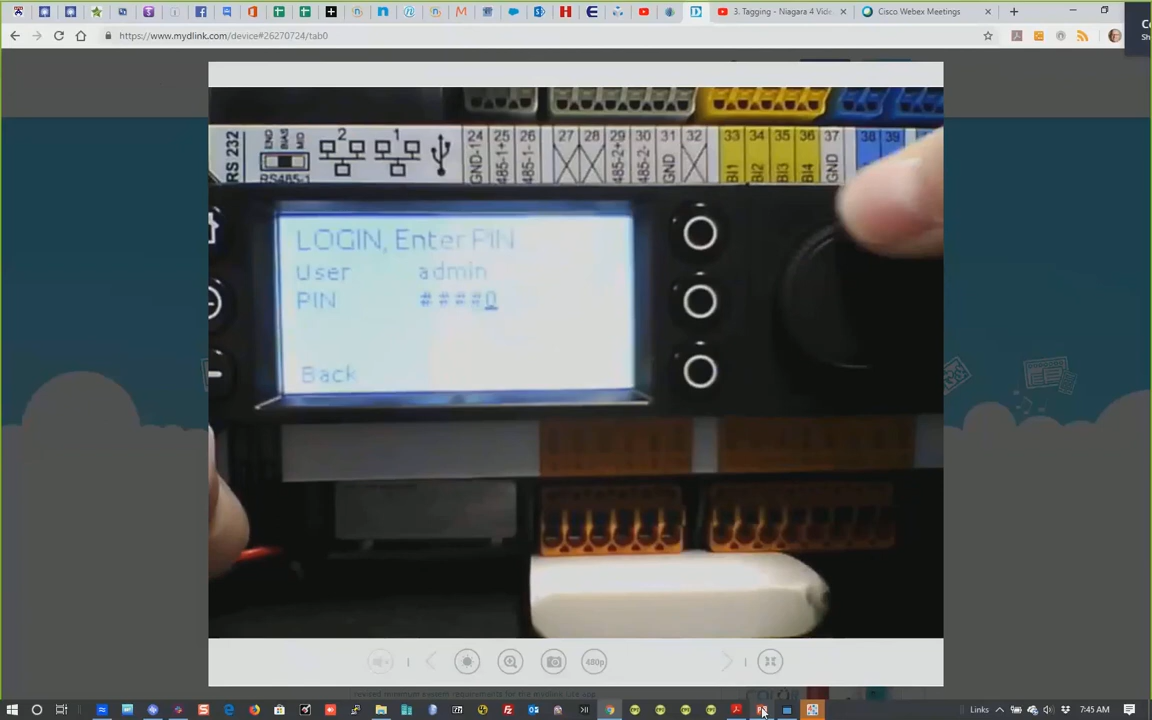 3. Tagging - Niagara 4 Vide
Cisco Webex Meetings
https://www.mydlink.com/device#26270724/tab0
RS 232
END
BIAS
MID
RS485-1
2
1
24 25 26 27 28 29 30 31 32 33 34 35 36 37 38 39
GND-1 485-1+ 485-1- 485-2+ 485-2- GND BI1 BI2 BI3 BI4 GND
LOGIN, Enter PIN
User admin
PIN ####0
Back
480p
Links
7:45 AM